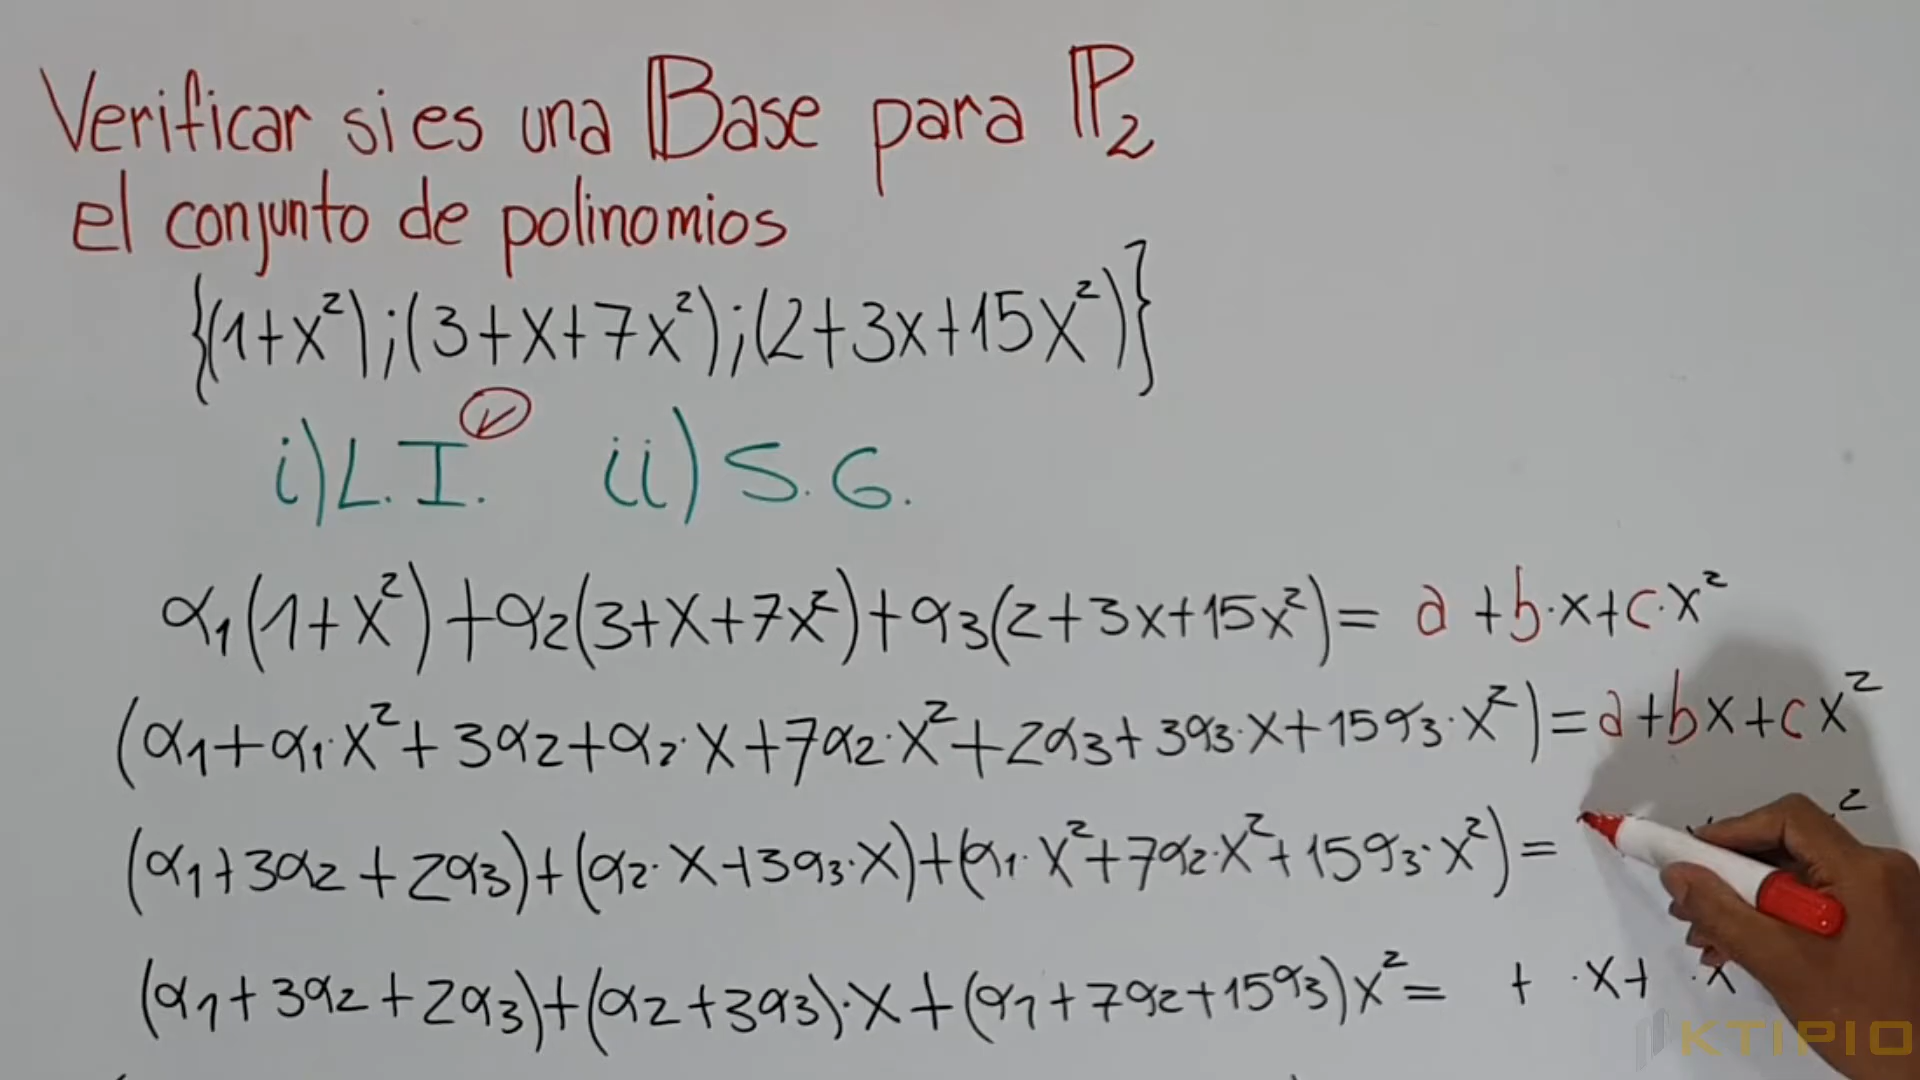 Verificar si es una Base para ℙ₂
el conjunto de polinomios
{(1+x²);(3+x+7x²);(2+3x+15x²)}
i) L.I. ii) S.G.
α₁(1+x²)+α₂(3+x+7x²)+α₃(2+3x+15x²)= a+b·x+c·x²
(α₁+α₁·x²+3α₂+α₂·x+7α₂·x²+2α₃+3α₃·x+15α₃·x²)=a+bx+cx²
(α₁+3α₂+2α₃)+(α₂·x+3α₃·x)+(α₁·x²+7α₂·x²+15α₃·x²)=
(α₁+3α₂+2α₃)+(α₂+3α₃)·x+(α₁+7α₂+15α₃)x²= + ·x+ ·x
KTIPIO